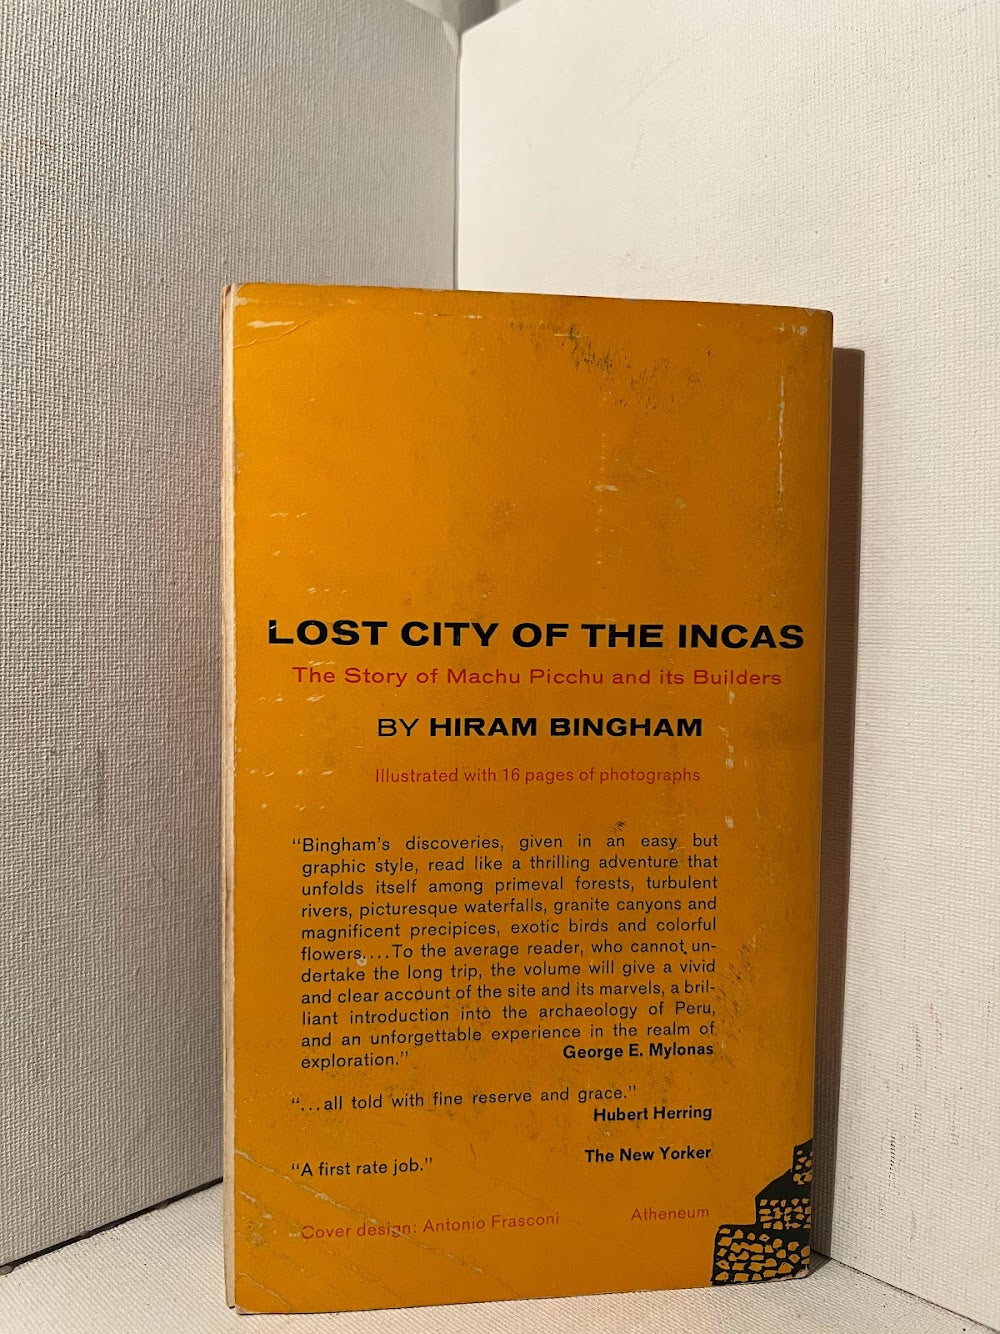 LOST CITY OF THE INCAS
The Story of Machu Picchu and its Builders
BY HIRAM BINGHAM
Illustrated with 16 pages of photographs
“Bingham’s discoveries, given in an easy but
graphic style, read like a thrilling adventure that
unfolds itself among primeval forests, turbulent
rivers, picturesque waterfalls, granite canyons and
magnificent precipices, exotic birds and colorful
flowers....To the average reader, who cannot un-
dertake the long trip, the volume will give a vivid
and clear account of the site and its marvels, a bril-
liant introduction into the archaeology of Peru,
and an unforgettable experience in the realm of
exploration.” George E. Mylonas
“...all told with fine reserve and grace.”
Hubert Herring
“A first rate job.” The New Yorker
Cover design: Antonio Frasconi Atheneum